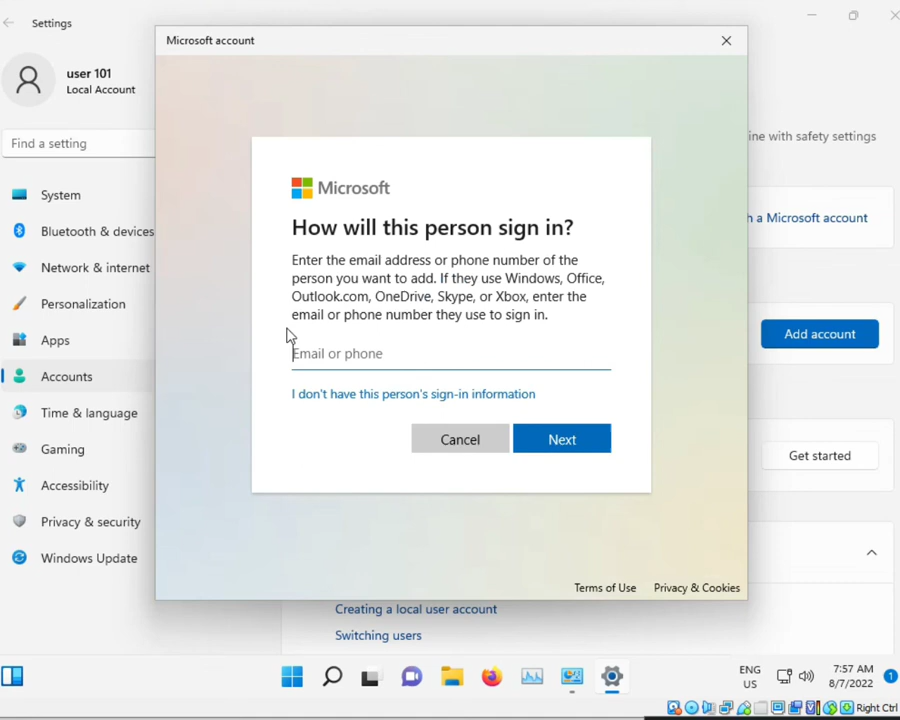 Settings
Microsoft account
user 101
Local Account
Find a setting
System
Bluetooth & devices
Network & internet
Personalization
Apps
Accounts
Time & language
Gaming
Accessibility
Privacy & security
Windows Update
Microsoft
How will this person sign in?
Enter the email address or phone number of the
person you want to add. If they use Windows, Office,
Outlook.com, OneDrive, Skype, or Xbox, enter the
email or phone number they use to sign in.
Email or phone
I don't have this person's sign-in information
Cancel
Next
Terms of Use
Privacy & Cookies
ine with safety settings
h a Microsoft account
Add account
Get started
Creating a local user account
Switching users
ENG
US
7:57 AM
8/7/2022
1
Right Ctrl